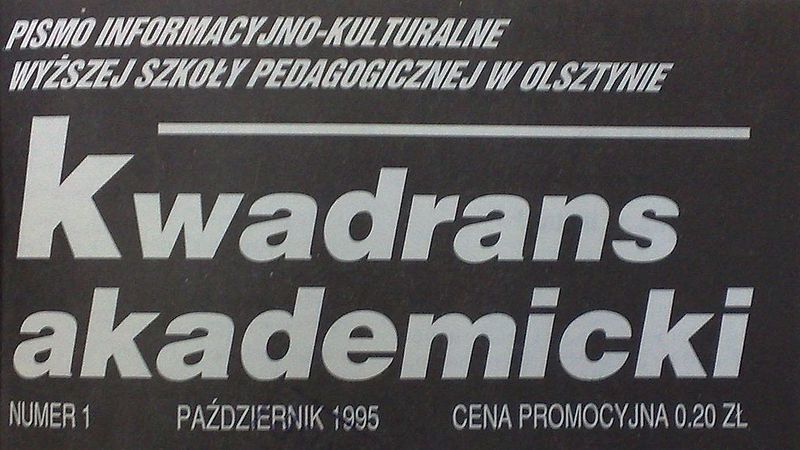 PISMO INFORMACYJNO-KULTURALNE
WYŻSZEJ SZKOŁY PEDAGOGICZNEJ W OLSZTYNIE
kwadrans
akademicki
NUMER 1 PAŹDZIERNIK 1995 CENA PROMOCYJNA 0.20 ZŁ